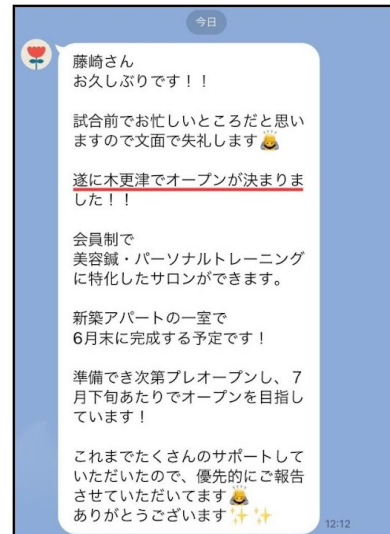 今日
藤崎さん
お久しぶりです！！
試合前でお忙しいところだと思い
ますので文面で失礼します🙇
遂に木更津でオープンが決まりま
した！！
会員制で
美容鍼・パーソナルトレーニング
に特化したサロンができます。
新築アパートの一室で
6月末に完成する予定です！
準備でき次第プレオープンし、７
月下旬あたりでオープンを目指し
ています！
これまでたくさんのサポートして
いただいたので、優先的にご報告
させていただいてます🙇
ありがとうございます✨✨
12:12